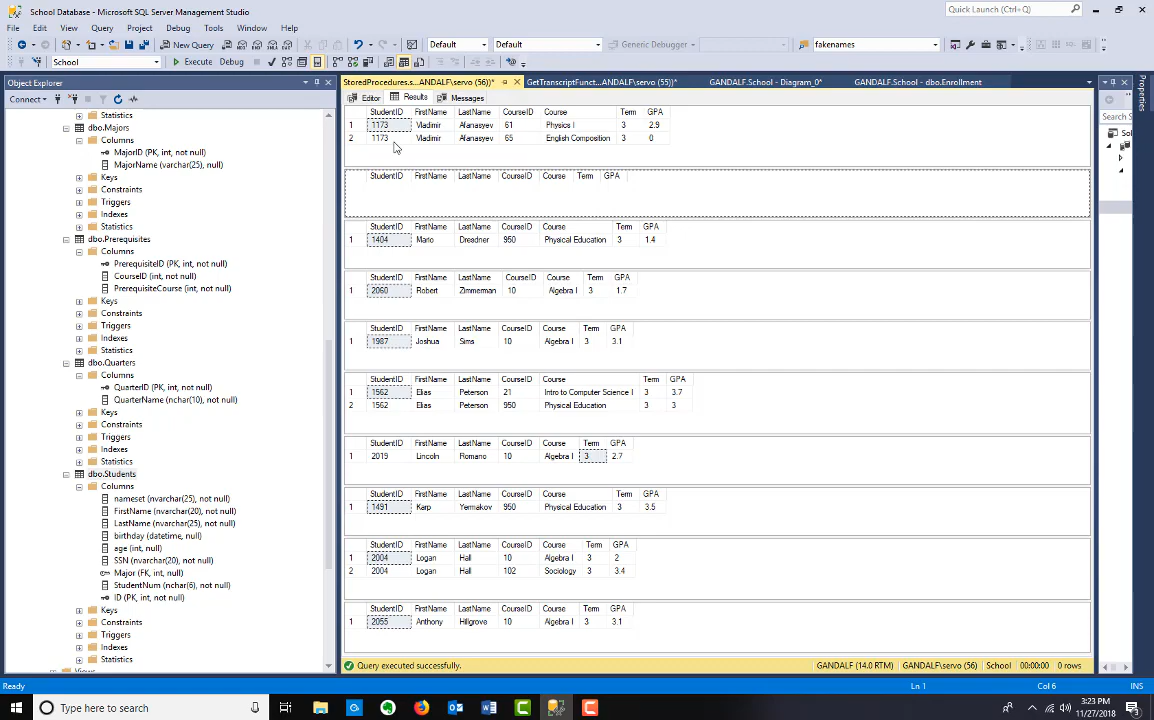 School Database - Microsoft SQL Server Management Studio
Quick Launch (Ctrl+Q)
File Edit View Query Project Debug Tools Window Help
New Query Default Default Generic Debugger fakenames
School Execute Debug
Object Explorer
Connect
Statistics
dbo.Majors
Columns
MajorID (PK, int, not null)
MajorName (varchar(25), null)
Keys
Constraints
Triggers
Indexes
Statistics
dbo.Prerequisites
Columns
PrerequisiteID (PK, int, not null)
CourseID (int, not null)
PrerequisiteCourse (int, not null)
Keys
Constraints
Triggers
Indexes
Statistics
dbo.Quarters
Columns
QuarterID (PK, int, not null)
QuarterName (nchar(10), not null)
Keys
Constraints
Triggers
Indexes
Statistics
dbo.Students
Columns
nameset (nvarchar(25), not null)
FirstName (nvarchar(20), not null)
LastName (nvarchar(25), not null)
birthday (datetime, null)
age (int, null)
SSN (nvarchar(20), not null)
Major (FK, int, null)
StudentNum (nchar(6), not null)
ID (PK, int, not null)
Keys
Constraints
Triggers
Indexes
Statistics
StoredProcedures.s...ANDALF\servo (56))* GetTranscriptFunct...ANDALF\servo (55))* GANDALF.School - Diagram_0* GANDALF.School - dbo.Enrollment
Editor Results Messages
StudentID FirstName LastName CourseID Course Term GPA
1 1173 Vladimir Afanasyev 61 Physics I 3 2.9
2 1173 Vladimir Afanasyev 65 English Composition 3 0
StudentID FirstName LastName CourseID Course Term GPA
StudentID FirstName LastName CourseID Course Term GPA
1 1404 Mario Dresdner 950 Physical Education 3 1.4
StudentID FirstName LastName CourseID Course Term GPA
1 2060 Robert Zimmerman 10 Algebra I 3 1.7
StudentID FirstName LastName CourseID Course Term GPA
1 1987 Joshua Sims 10 Algebra I 3 3.1
StudentID FirstName LastName CourseID Course Term GPA
1 1562 Elias Peterson 21 Intro to Computer Science I 3 3.7
2 1562 Elias Peterson 950 Physical Education 3 3
StudentID FirstName LastName CourseID Course Term GPA
1 2019 Lincoln Romano 10 Algebra I 3 2.7
StudentID FirstName LastName CourseID Course Term GPA
1 1491 Karp Yermakov 950 Physical Education 3 3.5
StudentID FirstName LastName CourseID Course Term GPA
1 2004 Logan Hall 10 Algebra I 3 2
2 2004 Logan Hall 102 Sociology 3 3.4
StudentID FirstName LastName CourseID Course Term GPA
1 2055 Anthony Hillgrove 10 Algebra I 3 3.1
Query executed successfully. GANDALF (14.0 RTM) GANDALF\servo (56) School 00:00:00 0 rows
Search S
Sol
Properties
Ready Ln 1 Col 6 INS
Type here to search
3:23 PM
11/27/2018